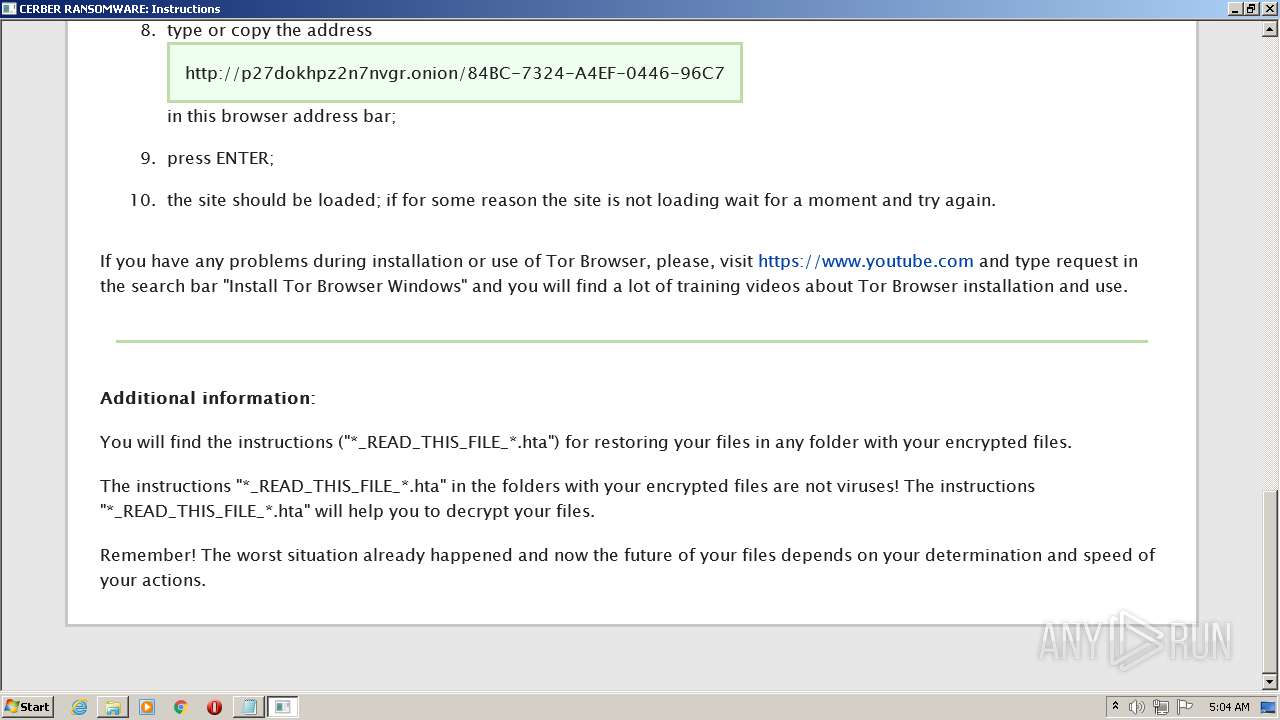 CERBER RANSOMWARE: Instructions
8. type or copy the address
http://p27dokhpz2n7nvgr.onion/84BC-7324-A4EF-0446-96C7
in this browser address bar;
9. press ENTER;
10. the site should be loaded; if for some reason the site is not loading wait for a moment and try again.
If you have any problems during installation or use of Tor Browser, please, visit https://www.youtube.com and type request in
the search bar "Install Tor Browser Windows" and you will find a lot of training videos about Tor Browser installation and use.
Additional information:
You will find the instructions ("*_READ_THIS_FILE_*.hta") for restoring your files in any folder with your encrypted files.
The instructions "*_READ_THIS_FILE_*.hta" in the folders with your encrypted files are not viruses! The instructions
"*_READ_THIS_FILE_*.hta" will help you to decrypt your files.
Remember! The worst situation already happened and now the future of your files depends on your determination and speed of
your actions.
ANY RUN
Start
5:04 AM